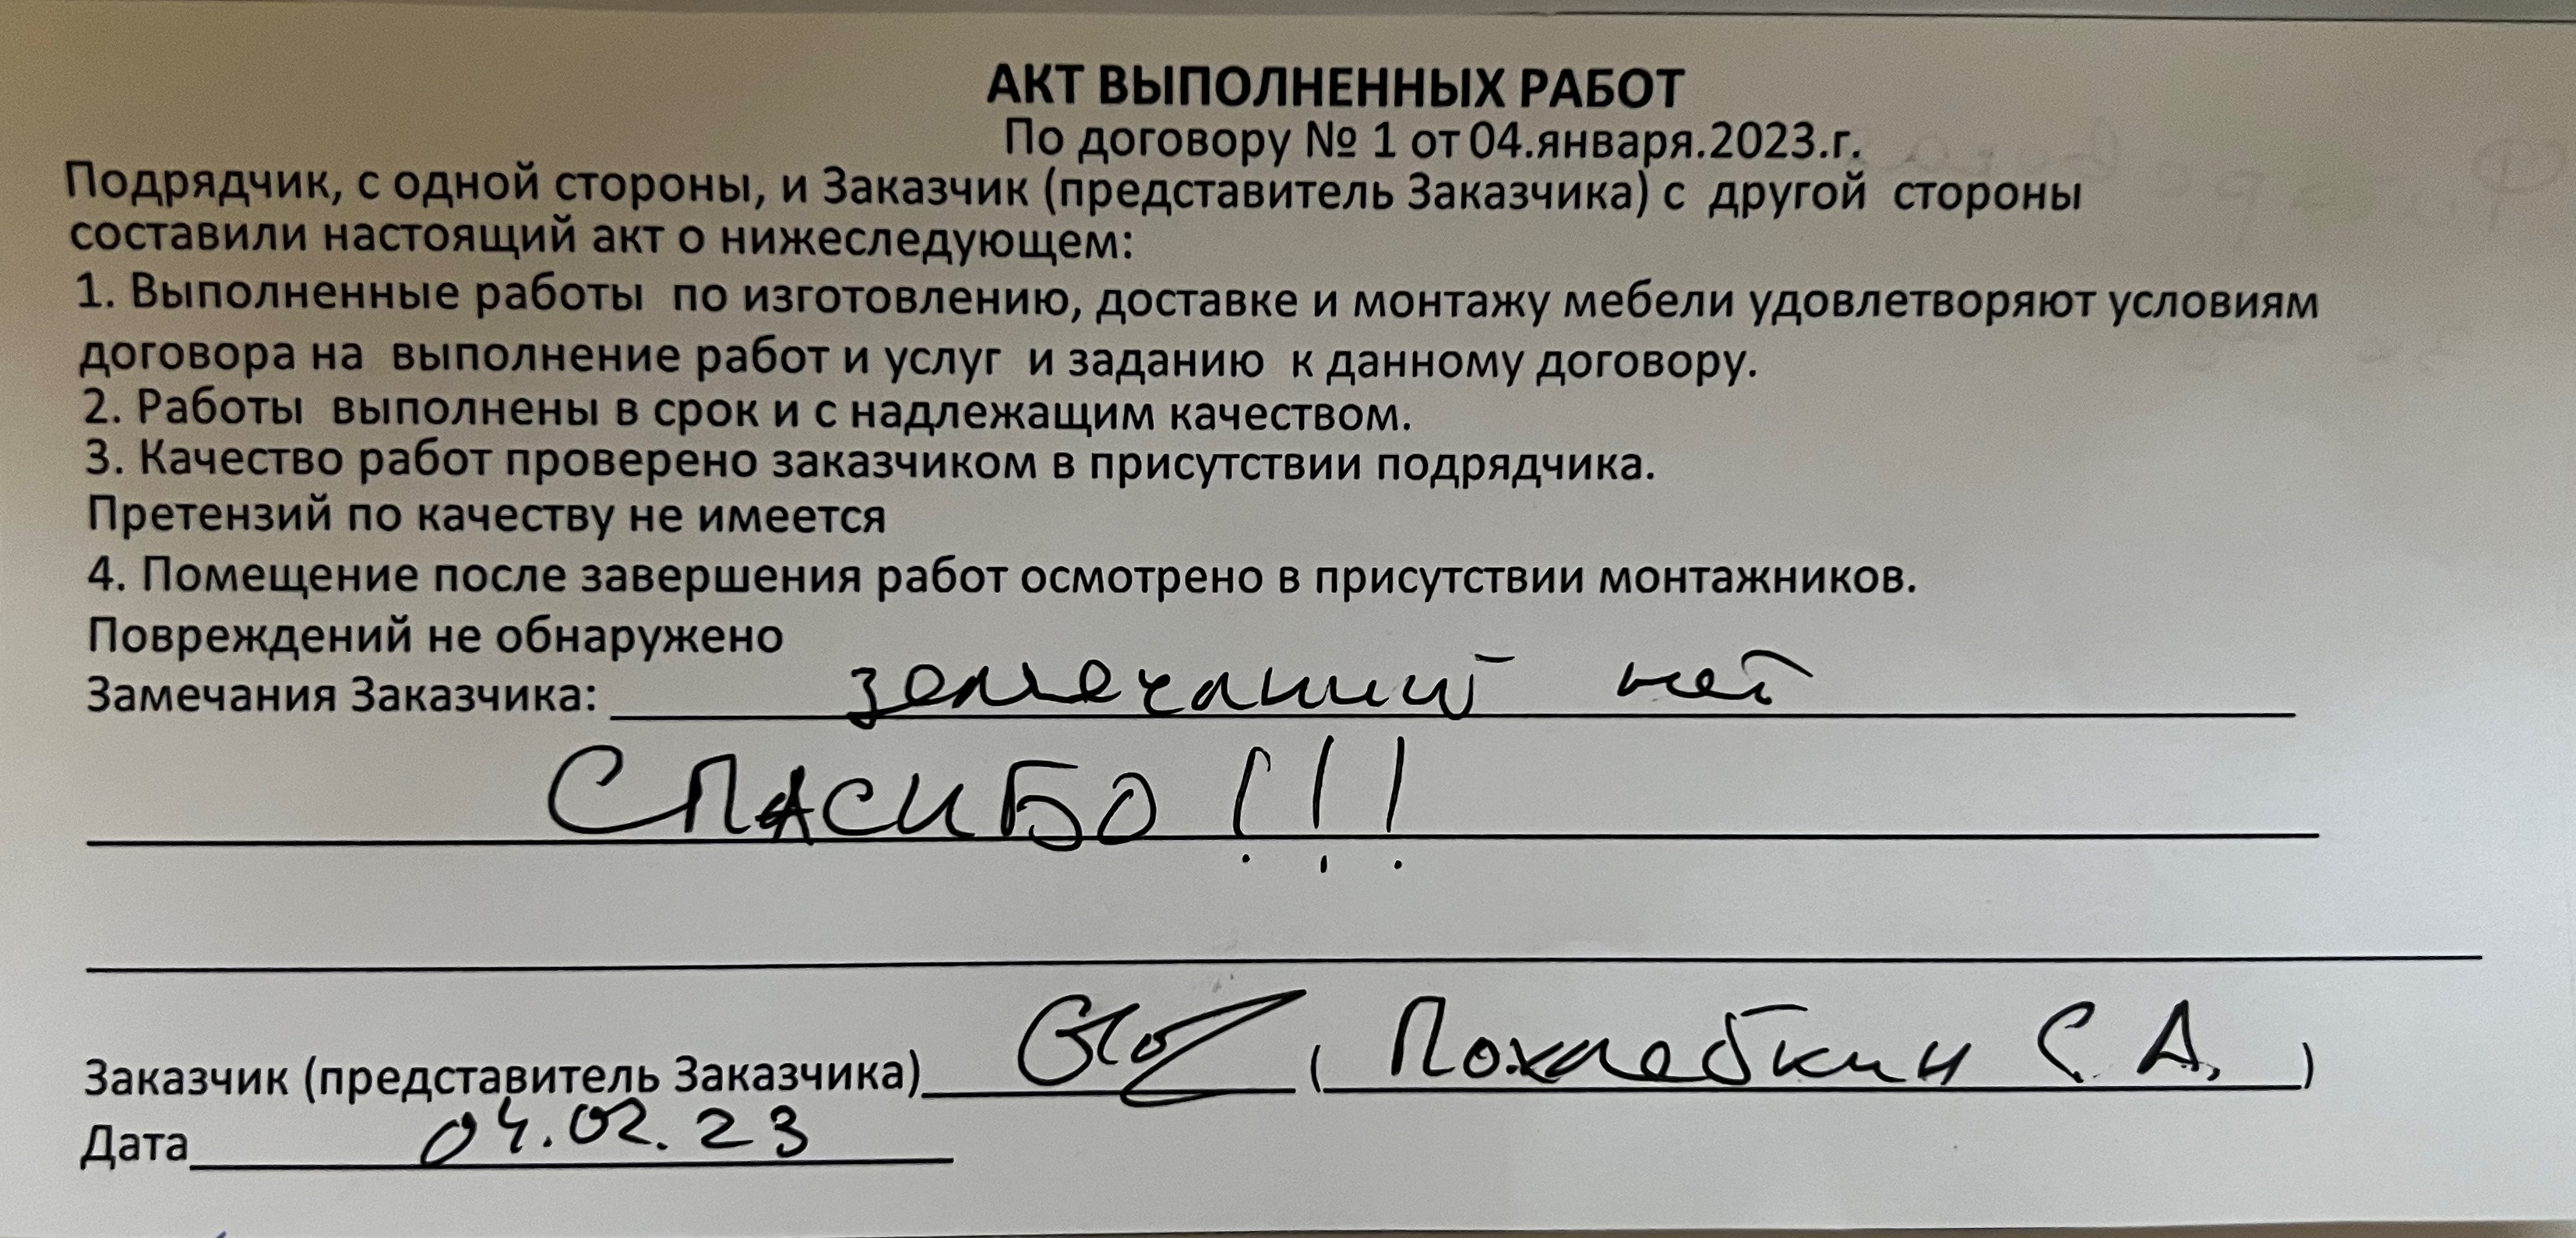 АКТ ВЫПОЛНЕННЫХ РАБОТ
По договору № 1 от 04.января.2023.г.
Подрядчик, с одной стороны, и Заказчик (представитель Заказчика) с другой стороны
составили настоящий акт о нижеследующем:
1. Выполненные работы по изготовлению, доставке и монтажу мебели удовлетворяют условиям
договора на выполнение работ и услуг и заданию к данному договору.
2. Работы выполнены в срок и с надлежащим качеством.
3. Качество работ проверено заказчиком в присутствии подрядчика.
Претензий по качеству не имеется
4. Помещение после завершения работ осмотрено в присутствии монтажников.
Повреждений не обнаружено
Замечания Заказчика: замечаний нет
СПАСИБО!!!
Заказчик (представитель Заказчика) (Похлебкин С. А.)
Дата 04.02.23